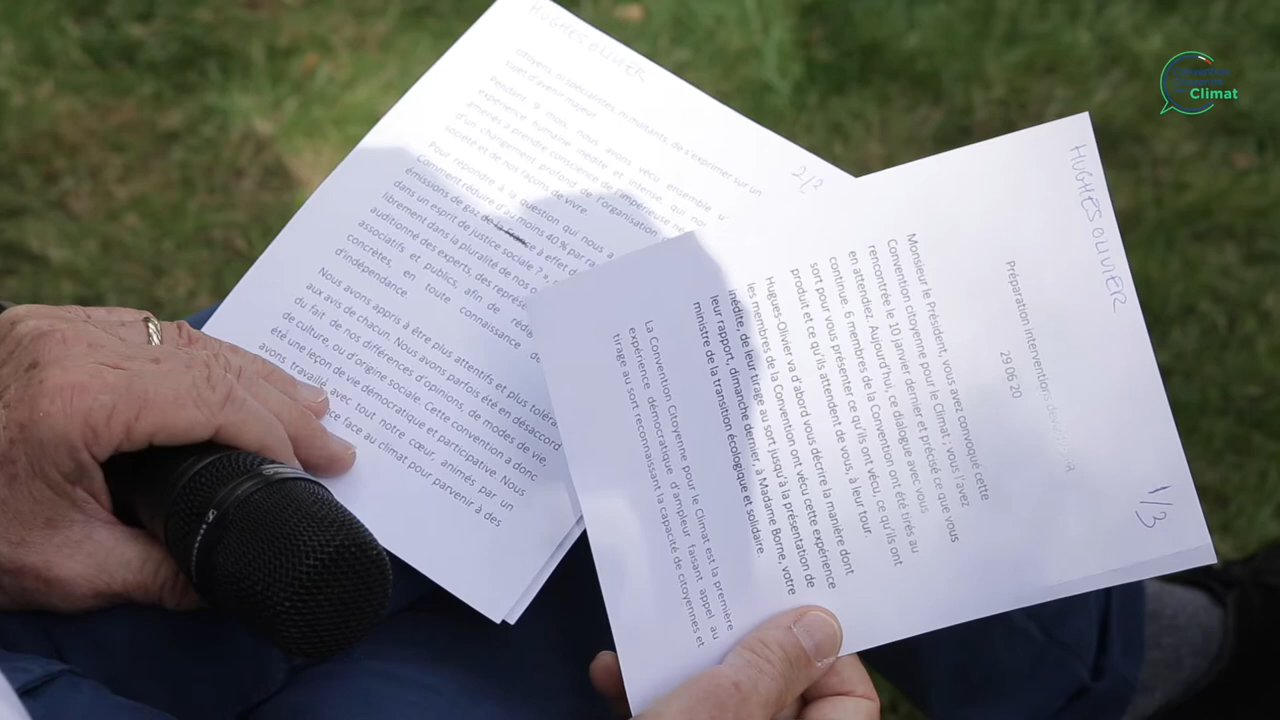 HUGHES OLIVIER
1/3
Préparation interventions
29 06 20
Monsieur le Président, vous avez convoqué cette
Convention citoyenne pour le Climat ; vous l'avez
rencontrée le 10 janvier dernier et précisé ce que vous
en attendiez. Aujourd'hui, ce dialogue avec vous
continue. 6 membres de la Convention ont été tirés au
sort pour vous présenter ce qu'ils ont vécu, ce qu'ils ont
produit et ce qu'ils attendent de vous, à leur tour.
Hugues-Olivier va d'abord vous décrire la manière dont
les membres de la Convention ont vécu cette expérience
inédite, de leur tirage au sort jusqu'à la présentation de
leur rapport, dimanche dernier, à Madame Borne, votre
ministre de la transition écologique et solidaire.
La Convention Citoyenne pour le Climat est la première
expérience démocratique d'ampleur faisant appel au
tirage au sort reconnaissant la capacité de citoyennes et
HUGHES OLIVIER
2/2
citoyens, ni spécialistes, ni militants, de s'exprimer sur un
sujet d'avenir majeur.
Pendant 9 mois, nous avons vécu ensemble
expérience humaine inédite et intense, qui
amenés à prendre conscience de l'impérieuse
d'un changement profond de l'organisation
société et de nos façons de vivre.
Pour répondre à la question qui nous a
Comment réduire d'au moins 40 %
émissions de gaz à effet
dans un esprit de justice sociale ? »,
librement dans la pluralité de nos
auditionné des experts, des
associatifs et publics, afin de
concrètes, en toute connaissance
d'indépendance
Nous avons appris à être plus attentifs et plus
aux avis de chacun. Nous avons parfois été en désaccord
du fait de nos différences d'opinions, de modes de vie,
de culture, ou d'origine sociale. Cette convention a donc
été une leçon de vie démocratique et participative. Nous
avons travaillé avec tout notre cœur, animés par un
face au climat pour parvenir à des
Convention
Citoyenne
Climat